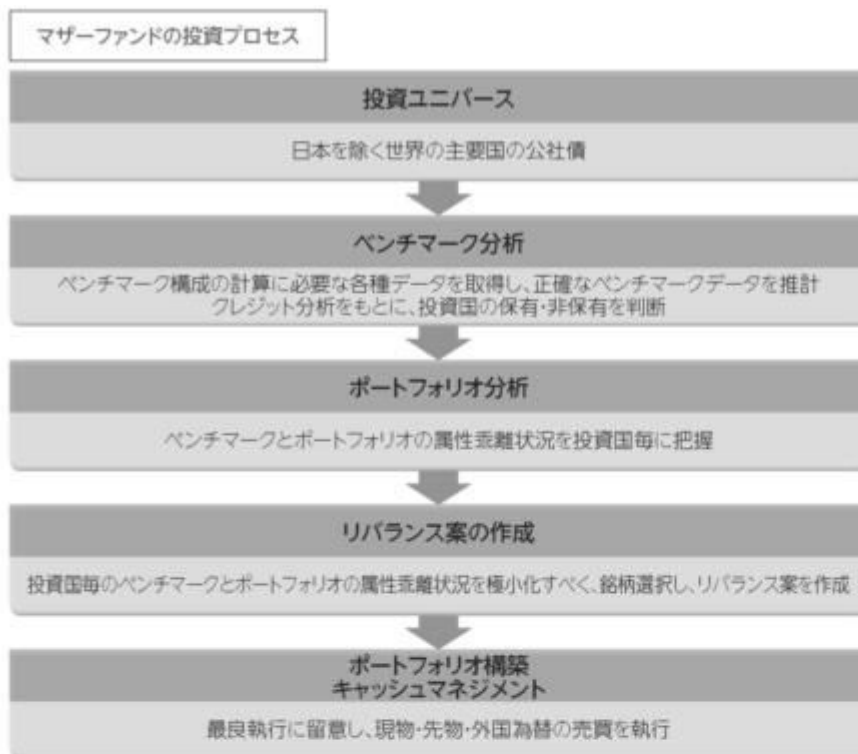 マザーファンドの投資プロセス
投資ユニバース
日本を除く世界の主要国の公社債
ベンチマーク分析
ベンチマーク構成の計算に必要な各種データを取得し、正確なベンチマークデータを推計
クレジット分析をもとに、投資国の保有・非保有を判断
ポートフォリオ分析
ベンチマークとポートフォリオの属性乖離状況を投資国毎に把握
リバランス案の作成
投資国毎のベンチマークとポートフォリオの属性乖離状況を極小化すべく、銘柄選択し、リバランス案を作成
ポートフォリオ構築
キャッシュマネジメント
最良執行に留意し、現物・先物・外国為替の売買を執行